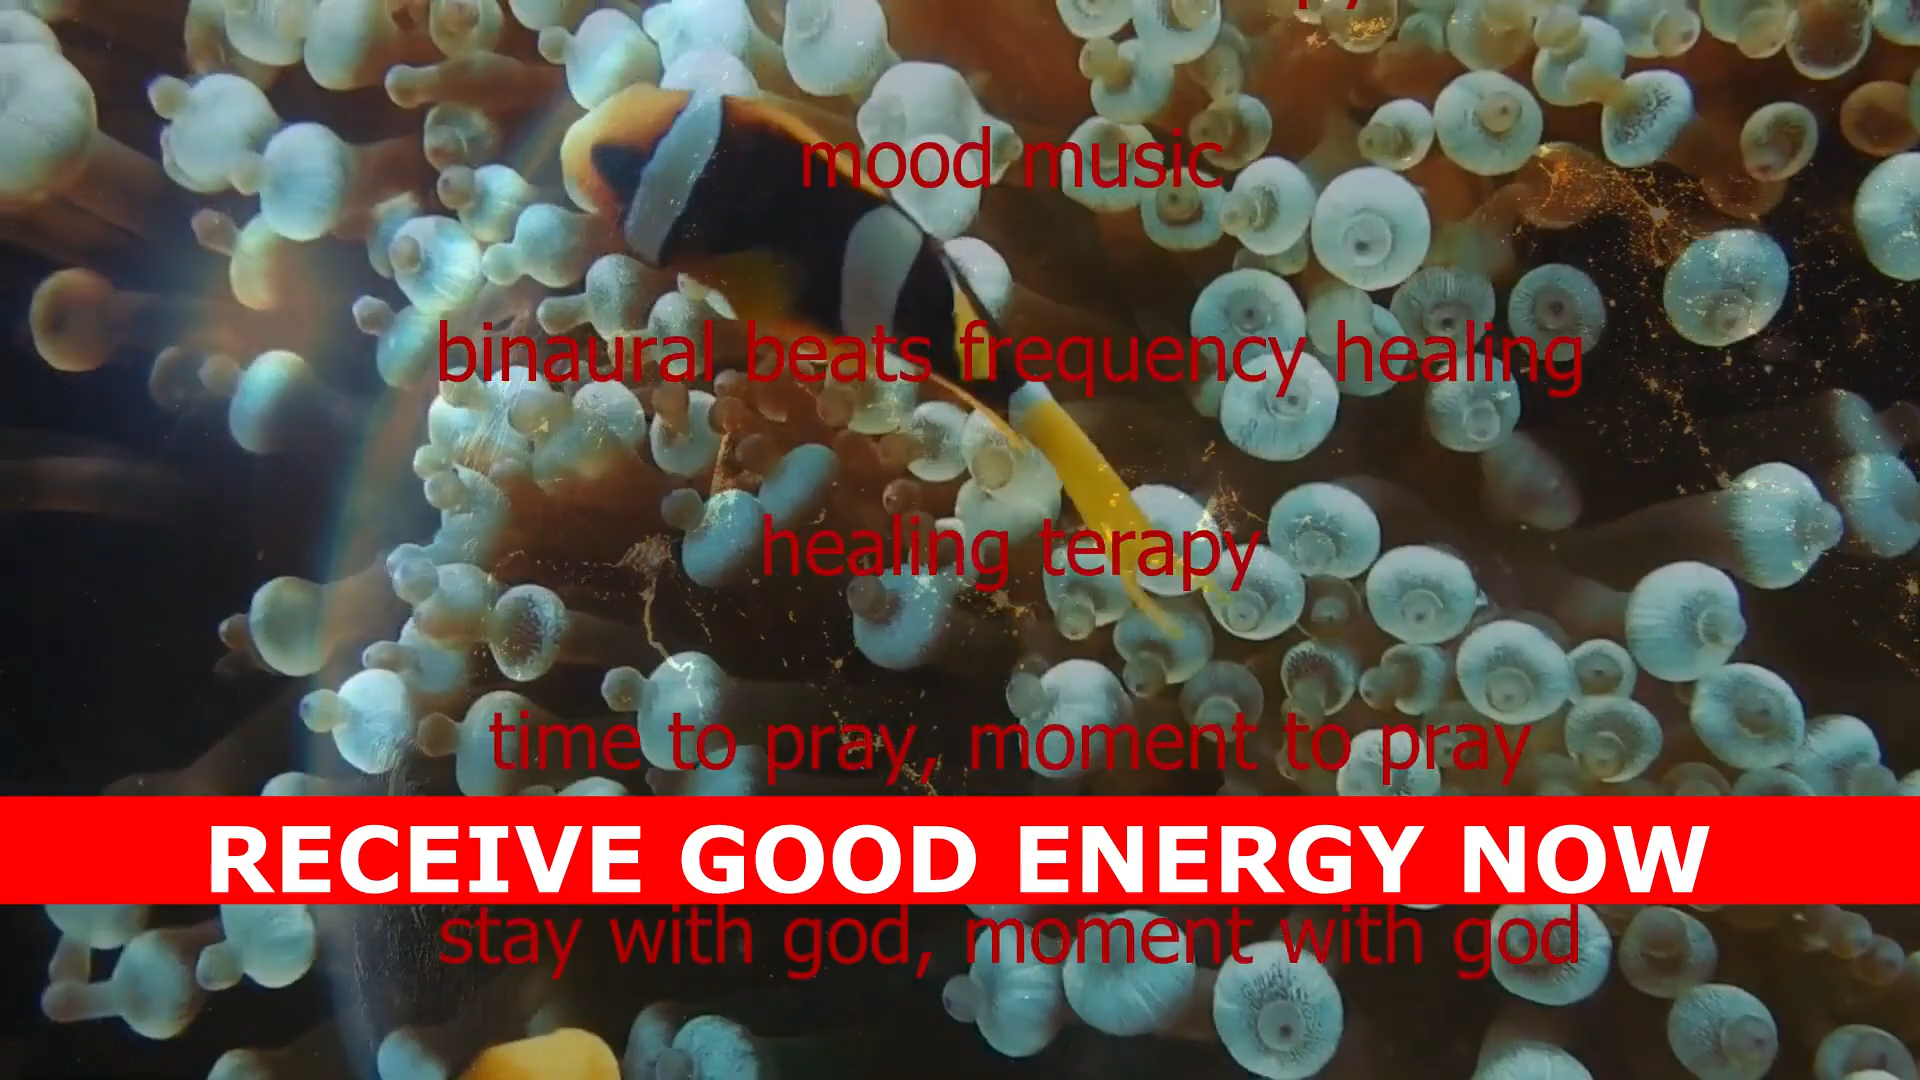 mood music
binaural beats frequency healing
healing terapy
time to pray, moment to pray
RECEIVE GOOD ENERGY NOW
stay with god, moment with god